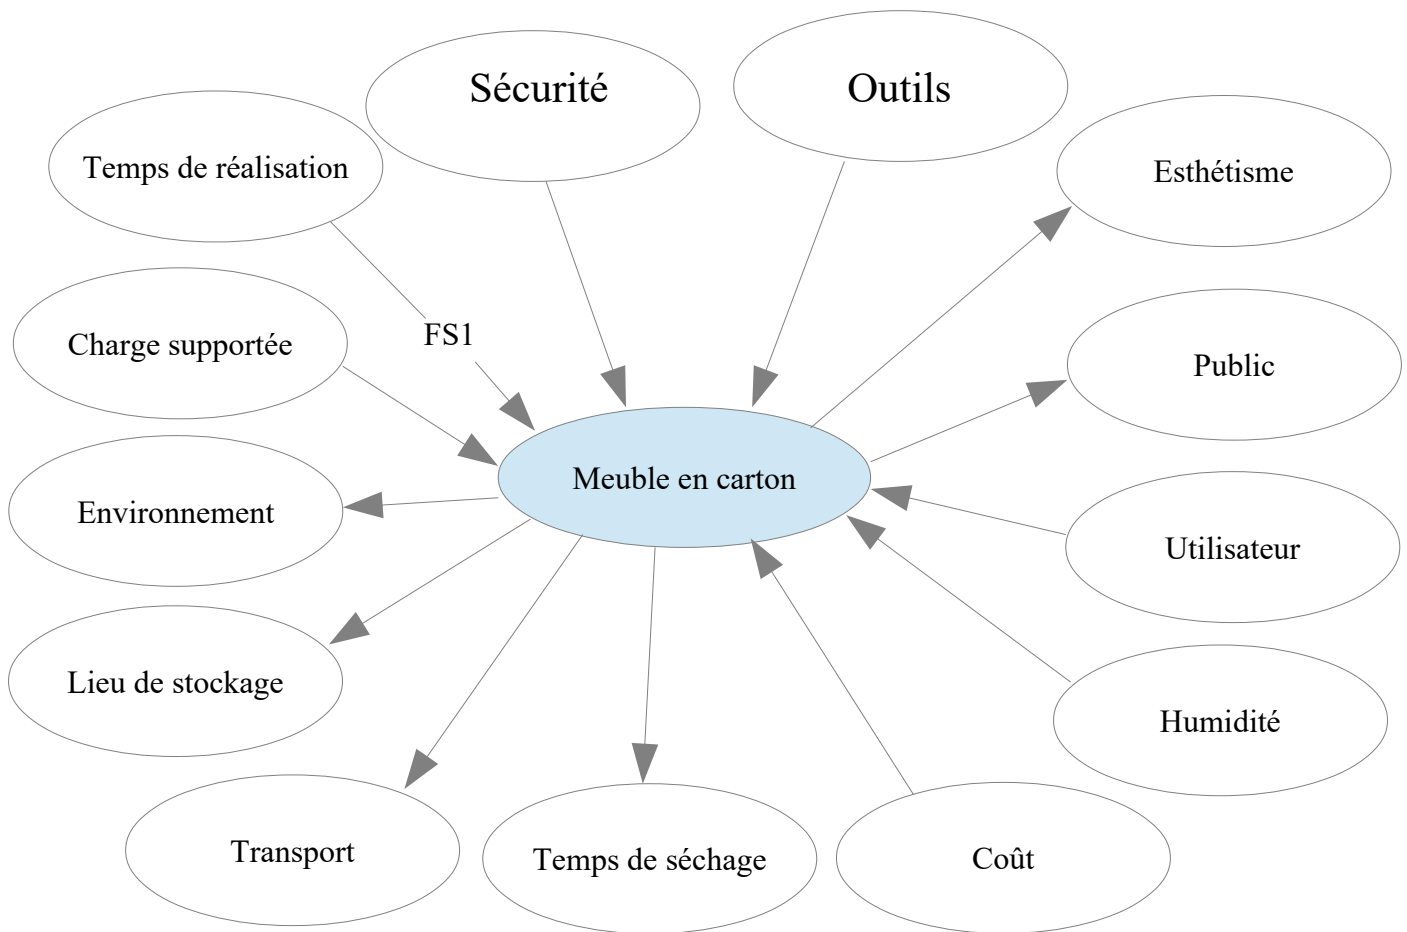 Sécurité
Outils
Temps de réalisation
Esthétisme
FS1
Charge supportée
Public
Meuble en carton
Environnement
Utilisateur
Lieu de stockage
Humidité
Transport
Temps de séchage
Coût